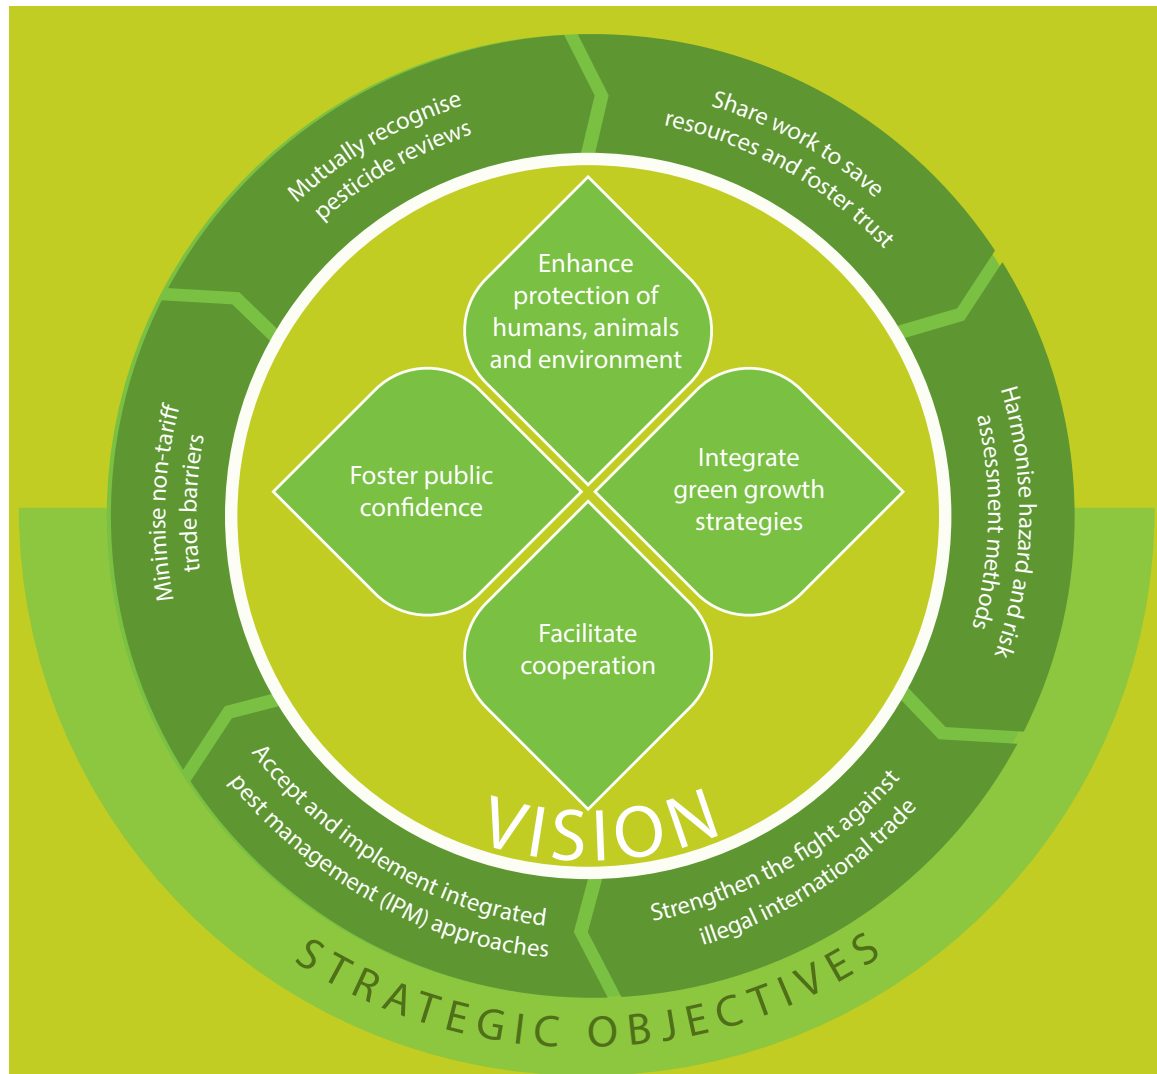 Mutually recognise
pesticide reviews
Share work to save
resources and foster trust
Harmonise hazard and risk
assessment methods
Strengthen the fight against
illegal international trade
Accept and implement integrated
pest management (IPM) approaches
Minimise non-tariff
trade barriers
Enhance
protection of
humans, animals
and environment
Foster public
confidence
Integrate
green growth
strategies
Facilitate
cooperation
VISION
STRATEGIC OBJECTIVES